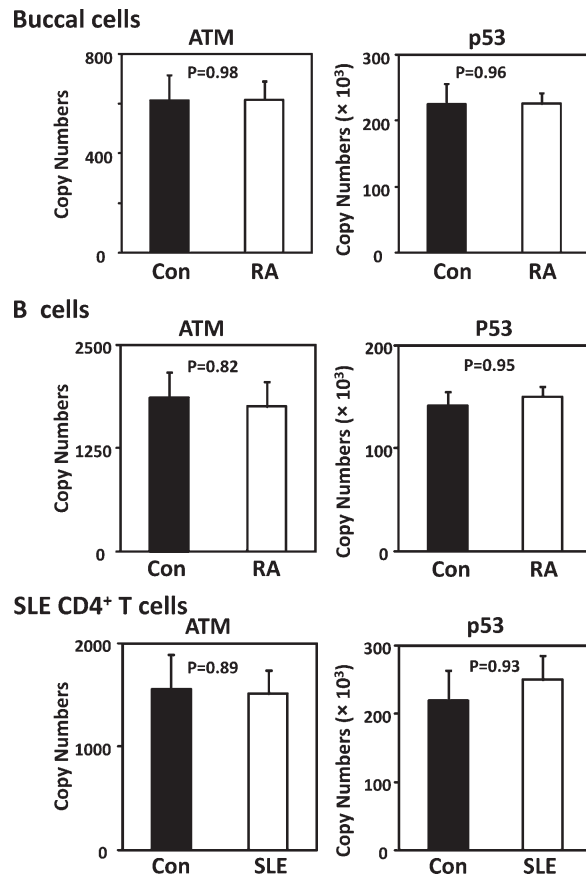 Buccal cells
ATM
Copy Numbers
800
400
0
P=0.98
Con RA
p53
Copy Numbers (× 10³)
300
200
100
0
P=0.96
Con RA
B cells
ATM
Copy Numbers
2500
1250
0
P=0.82
Con RA
P53
Copy Numbers (× 10³)
200
100
0
P=0.95
Con RA
SLE CD4⁺ T cells
ATM
Copy Numbers
2000
1000
0
P=0.89
Con SLE
p53
Copy Numbers (× 10³)
300
200
100
0
P=0.93
Con SLE